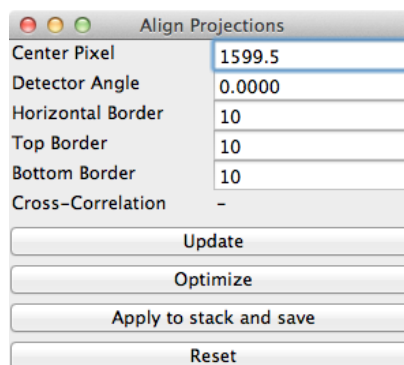 Align Projections
Center Pixel 1599.5
Detector Angle 0.0000
Horizontal Border 10
Top Border 10
Bottom Border 10
Cross-Correlation -
Update
Optimize
Apply to stack and save
Reset